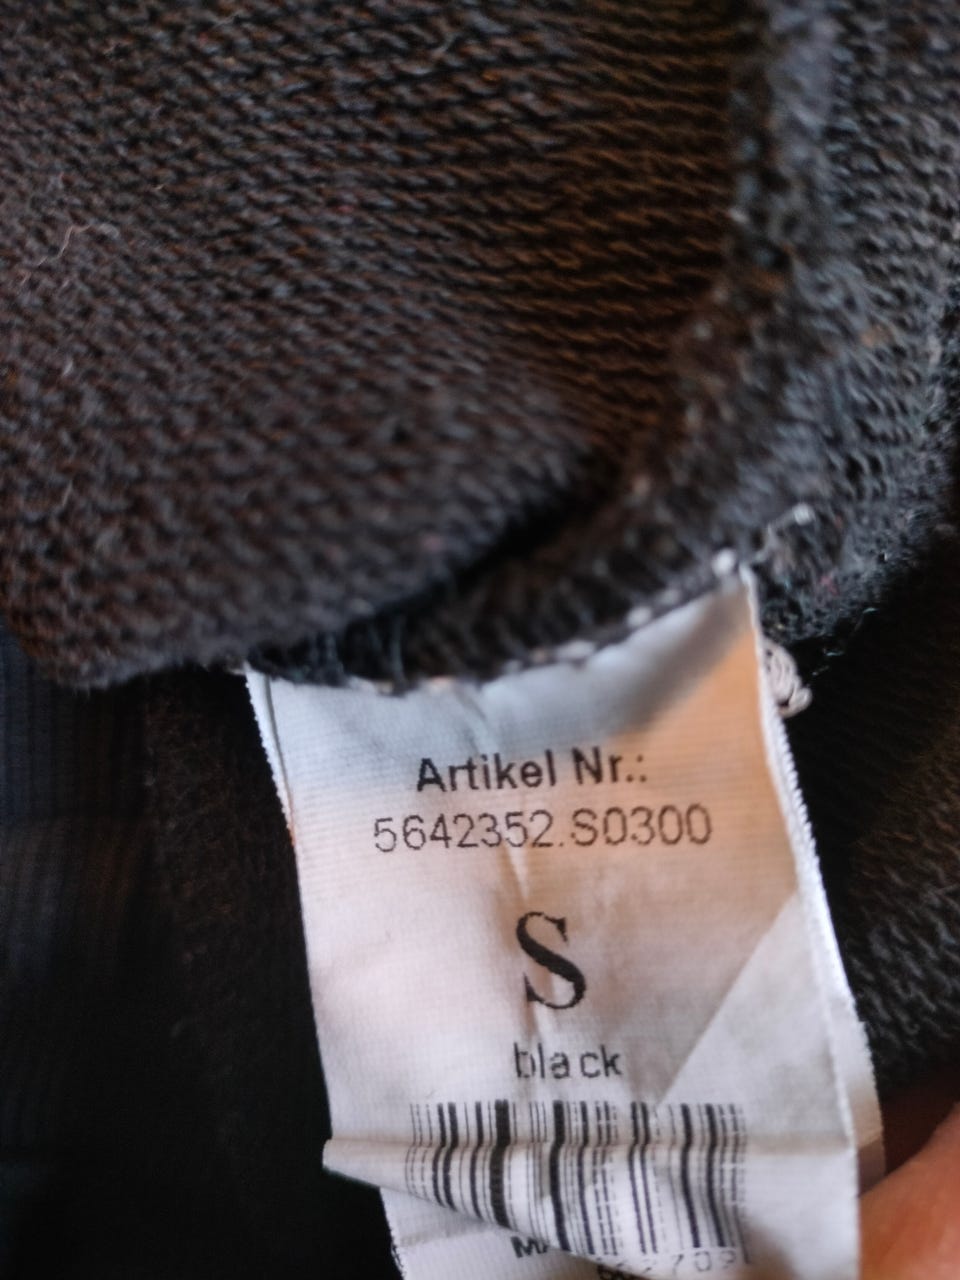 Artikel Nr.:
5642352.S0300
S
black